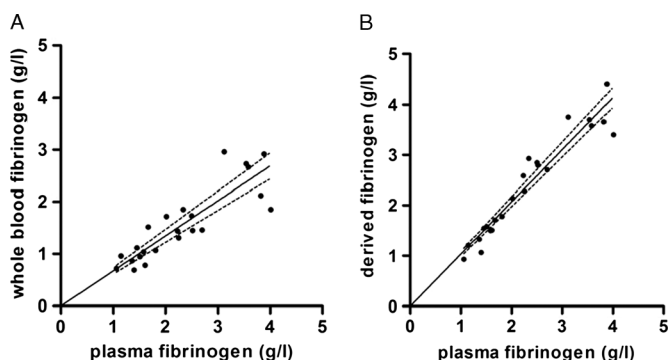 A
B
whole blood fibrinogen (g/l)
5
4
3
2
1
0
0 1 2 3 4 5
plasma fibrinogen (g/l)
derived fibrinogen (g/l)
5
4
3
2
1
0
0 1 2 3 4 5
plasma fibrinogen (g/l)